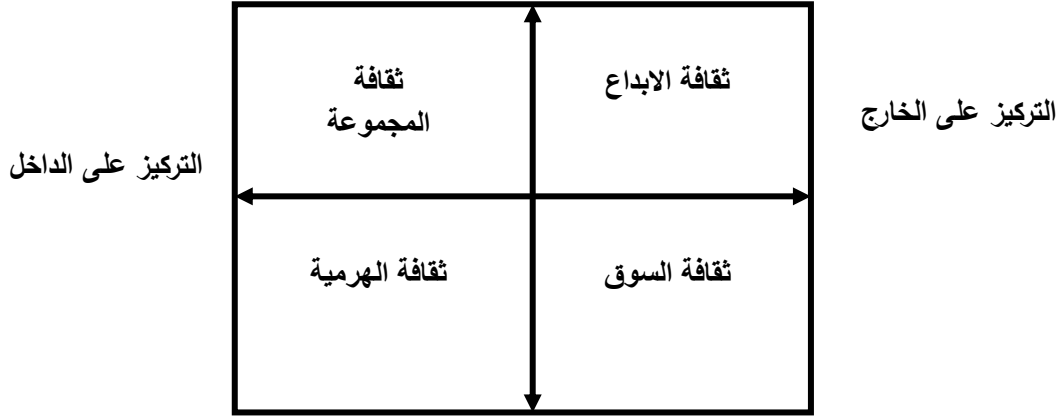 ثقافة الابداع
ثقافة
المجموعة
التركيز على الخارج
التركيز على الداخل
ثقافة السوق
ثقافة الهرمية